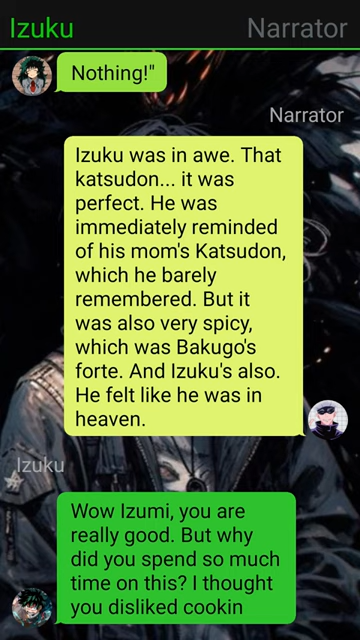 Izuku Narrator
Nothing!"
Narrator
Izuku was in awe. That
katsudon... it was
perfect. He was
immediately reminded
of his mom's Katsudon,
which he barely
remembered. But it
was also very spicy,
which was Bakugo's
forte. And Izuku's also.
He felt like he was in
heaven.
Izuku
Wow Izumi, you are
really good. But why
did you spend so much
time on this? I thought
you disliked cookin